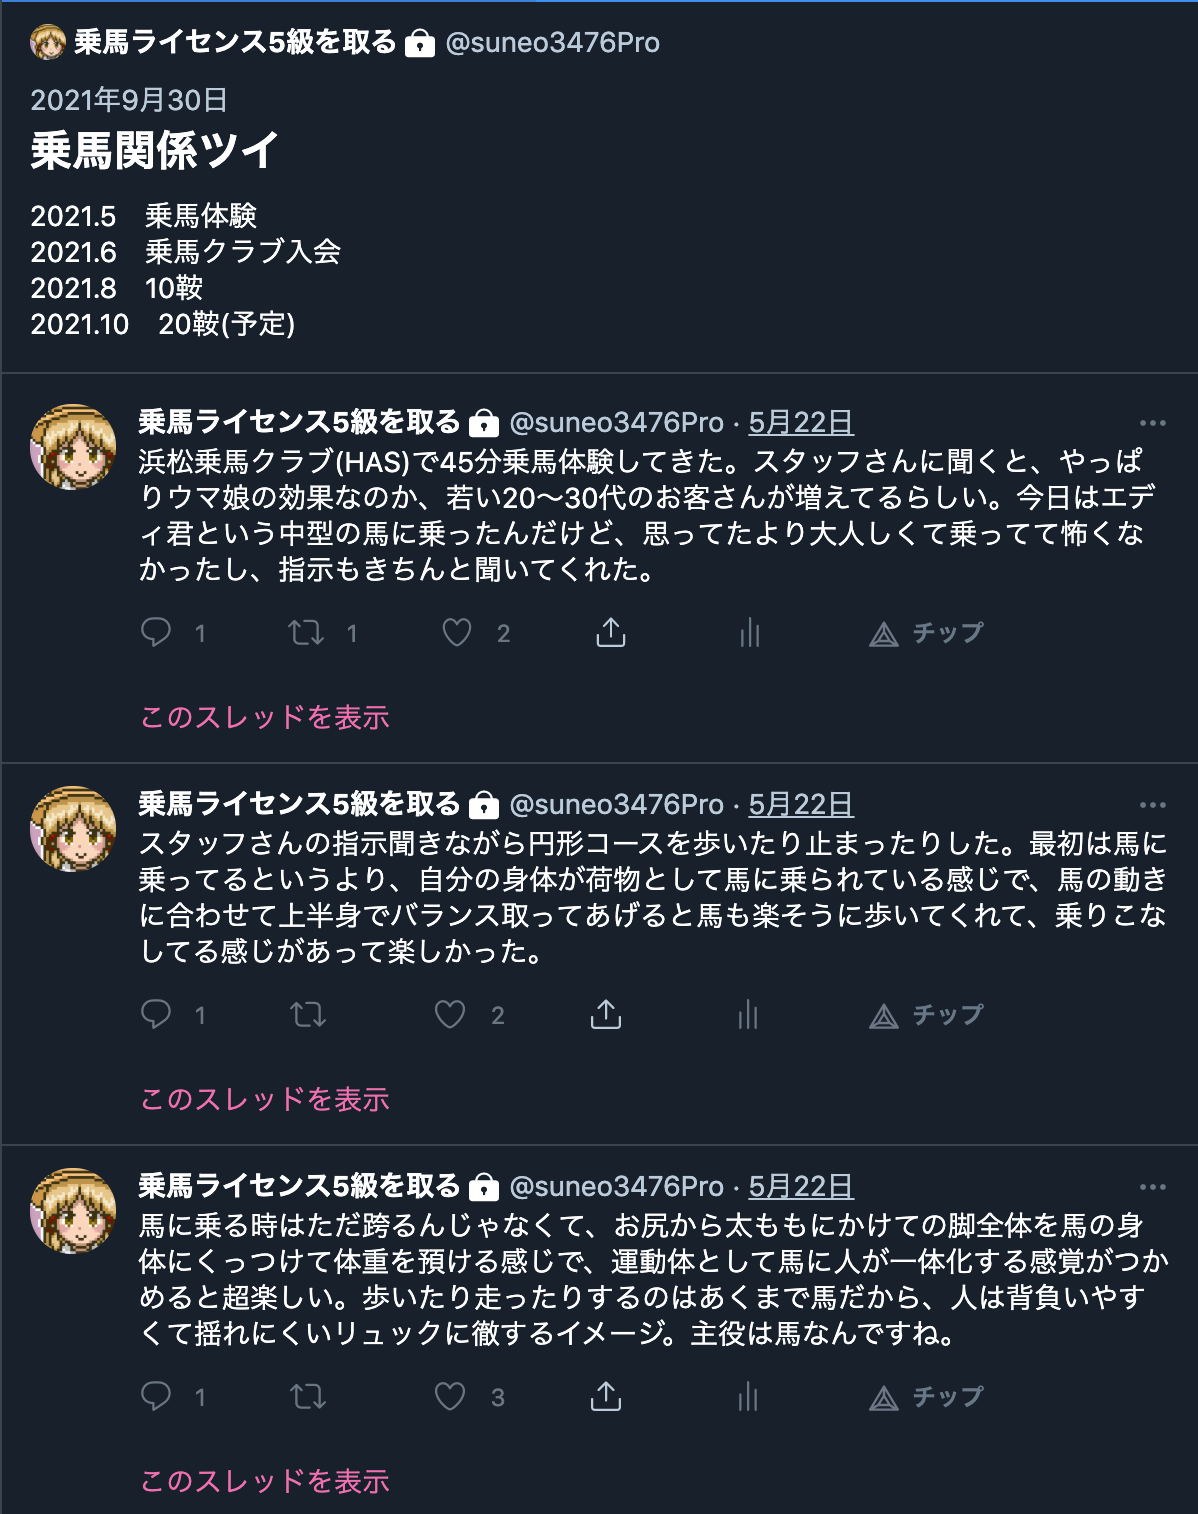 乗馬ライセンス5級を取る @suneo3476Pro
2021年9月30日
乗馬関係ツイ
2021.5　乗馬体験
2021.6　乗馬クラブ入会
2021.8　10鞍
2021.10　20鞍(予定)
乗馬ライセンス5級を取る @suneo3476Pro · 5月22日
浜松乗馬クラブ(HAS)で45分乗馬体験してきた。スタッフさんに聞くと、やっぱ
りウマ娘の効果なのか、若い20〜30代のお客さんが増えてるらしい。今日はエデ
ィ君という中型の馬に乗ったんだけど、思ってたより大人しくて乗ってて怖くな
かったし、指示もきちんと聞いてくれた。
1 1 2 チップ
このスレッドを表示
乗馬ライセンス5級を取る @suneo3476Pro · 5月22日
スタッフさんの指示聞きながら円形コースを歩いたり止まったりした。最初は馬に
乗ってるというより、自分の身体が荷物として馬に乗られている感じで、馬の動き
に合わせて上半身でバランス取ってあげると馬も楽そうに歩いてくれて、乗りこな
してる感じがあって楽しかった。
1 2 チップ
このスレッドを表示
乗馬ライセンス5級を取る @suneo3476Pro · 5月22日
馬に乗る時はただ跨るんじゃなくて、お尻から太ももにかけての脚全体を馬の身
体にくっつけて体重を預ける感じで、運動体として馬に人が一体化する感覚がつか
めると超楽しい。歩いたり走ったりするのはあくまで馬だから、人は背負いやす
くて揺れにくいリュックに徹するイメージ。主役は馬なんですね。
1 3 チップ
このスレッドを表示